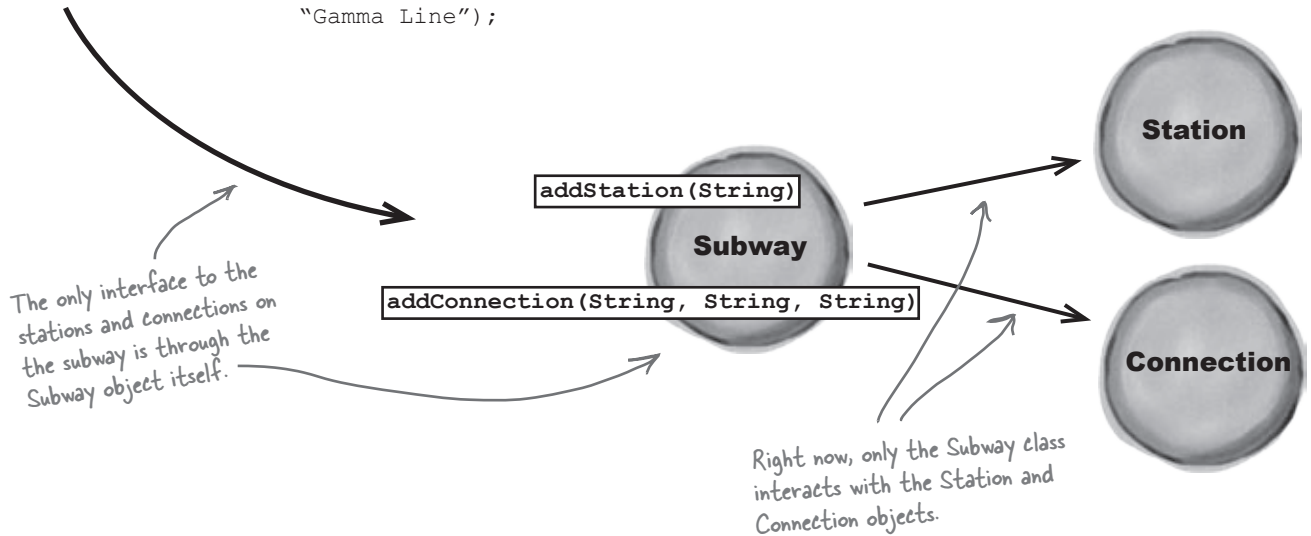 “Gamma Line”);
Station
addStation(String)
Subway
The only interface to the
stations and connections on
the subway is through the
Subway object itself.
addConnection(String, String, String)
Connection
Right now, only the Subway class
interacts with the Station and
Connection objects.